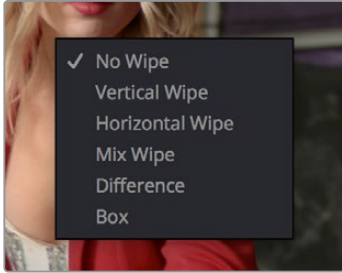 No Wipe
Vertical Wipe
Horizontal Wipe
Mix Wipe
Difference
Box